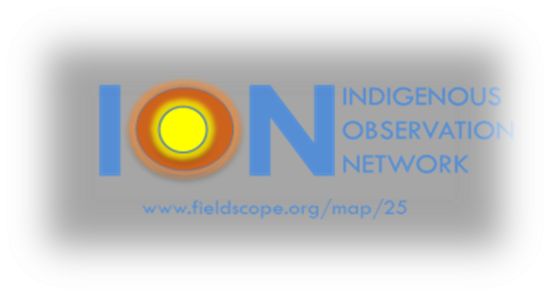 ION
INDIGENOUS
OBSERVATION
NETWORK
www.fieldscope.org/map/25